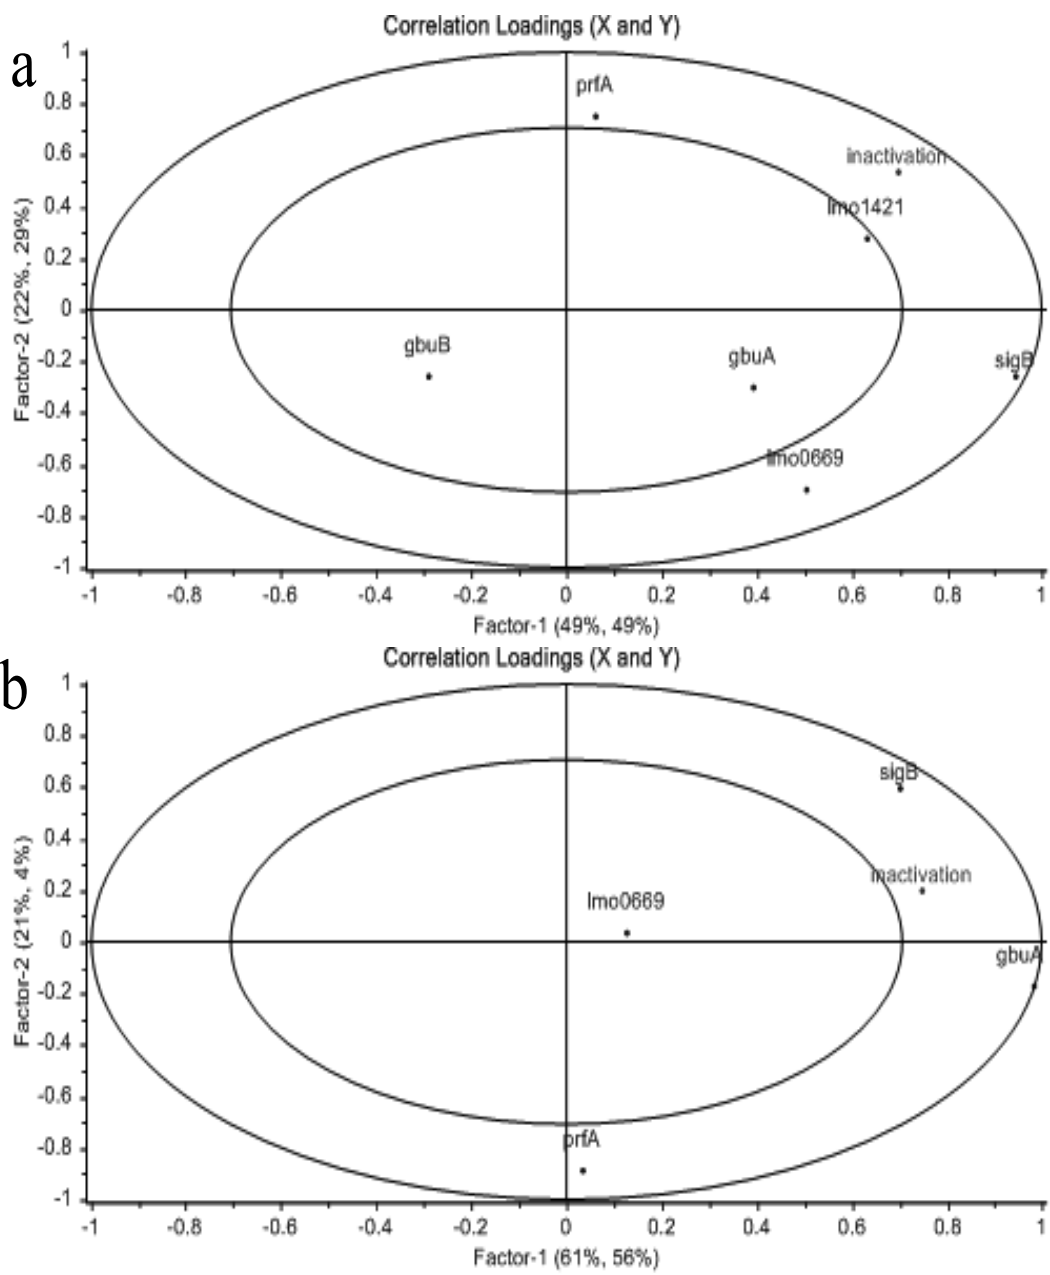 a
Correlation Loadings (X and Y)
1
0.8
0.6
0.4
0.2
0
-0.2
-0.4
-0.6
-0.8
-1
Factor-2 (22%, 29%)
prfA
inactivation
lmo1421
gbuB
gbuA
sigB
lmo0669
-1 -0.8 -0.6 -0.4 -0.2 0 0.2 0.4 0.6 0.8 1
Factor-1 (49%, 49%)
b
Correlation Loadings (X and Y)
1
0.8
0.6
0.4
0.2
0
-0.2
-0.4
-0.6
-0.8
-1
Factor-2 (21%, 4%)
sigB
inactivation
lmo0669
gbuA
prfA
-1 -0.8 -0.6 -0.4 -0.2 0 0.2 0.4 0.6 0.8 1
Factor-1 (61%, 56%)